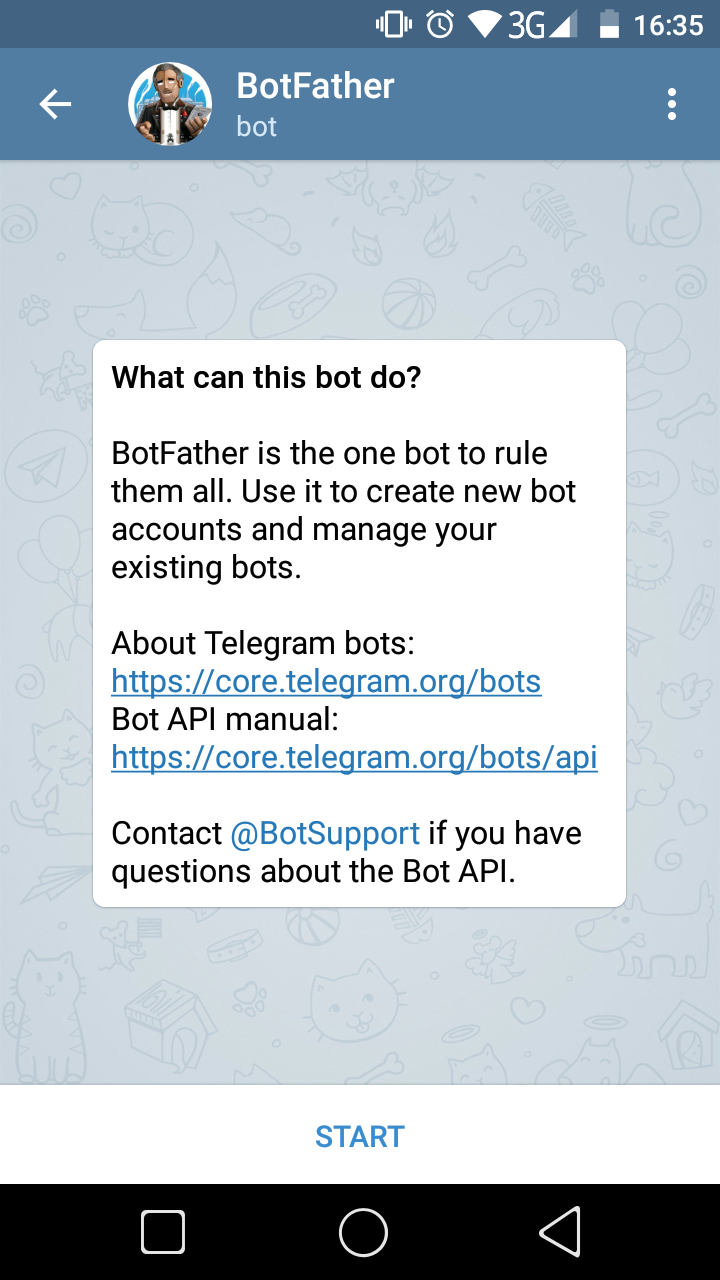 3G 16:35
BotFather
bot
What can this bot do?
BotFather is the one bot to rule
them all. Use it to create new bot
accounts and manage your
existing bots.
About Telegram bots:
https://core.telegram.org/bots
Bot API manual:
https://core.telegram.org/bots/api
Contact @BotSupport if you have
questions about the Bot API.
START